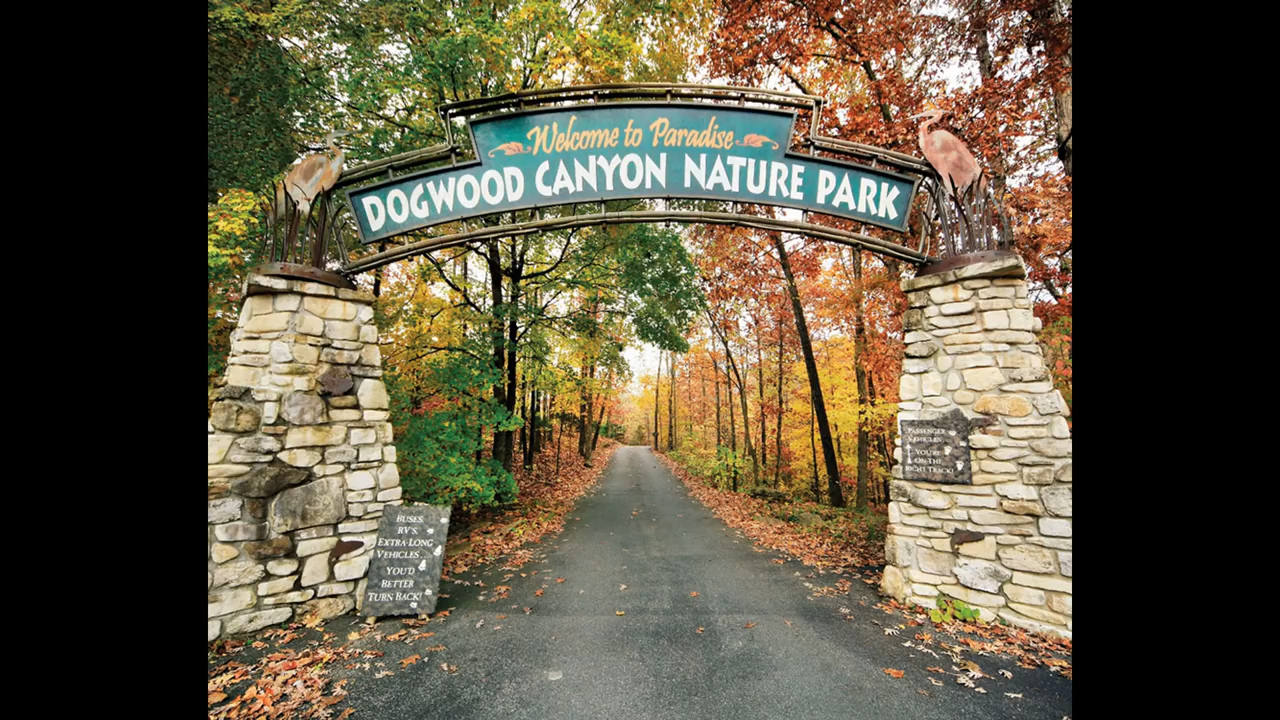 Welcome to Paradise
DOGWOOD CANYON NATURE PARK
PASSENGER
VEHICLES...
YOU'RE
ON THE
RIGHT TRACK!
BUSES,
RV'S,
EXTRA-LONG
VEHICLES...
YOU'D
BETTER
TURN BACK!